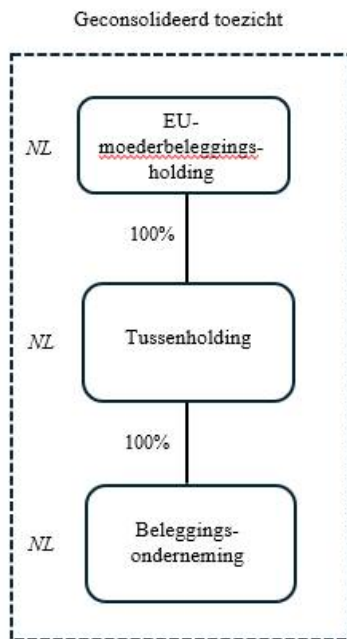 Geconsolideerd toezicht
NL
EU-
moederbeleggings-
holding
100%
NL
Tussenholding
100%
NL
Beleggings-
onderneming